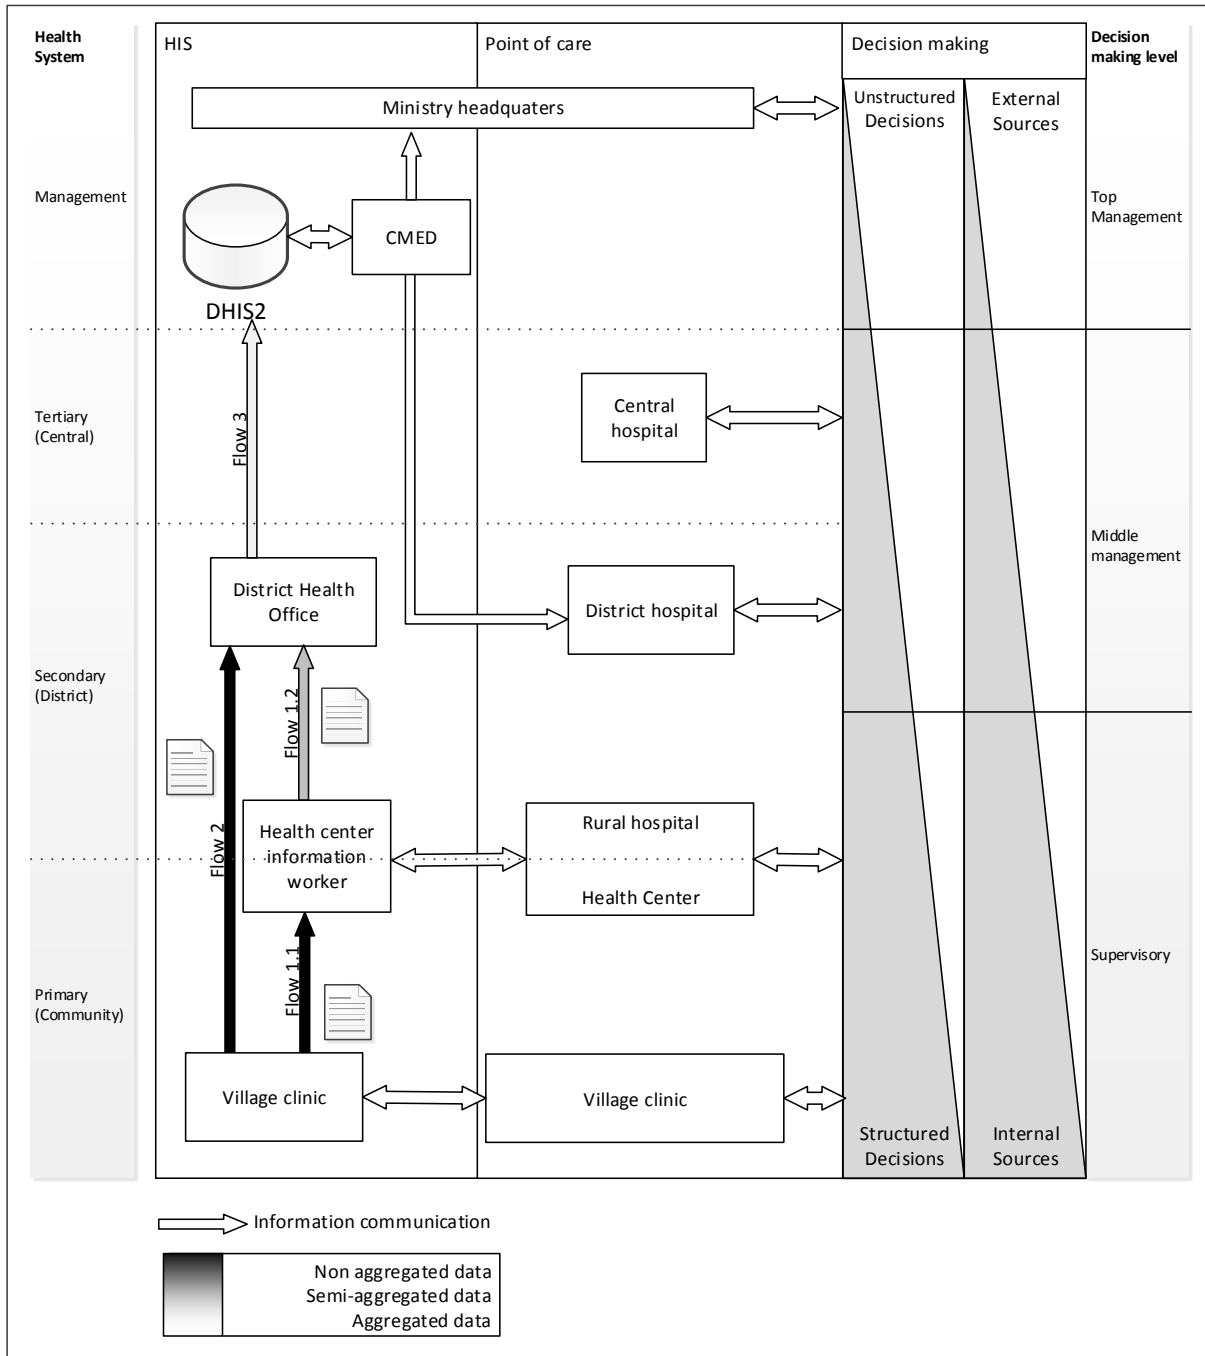 Health
System
HIS
Point of care
Decision making
Decision
making level
Ministry headquaters
Unstructured
Decisions
External
Sources
Management
CMED
Top
Management
DHIS2
Tertiary
(Central)
Flow 3
Central
hospital
Middle
management
District Health
Office
District hospital
Secondary
(District)
Flow 1.2
Flow 2
Health center
information
worker
Rural hospital
Health Center
Flow 1.1
Supervisory
Primary
(Community)
Village clinic
Village clinic
Structured
Decisions
Internal
Sources
Information communication
Non aggregated data
Semi-aggregated data
Aggregated data